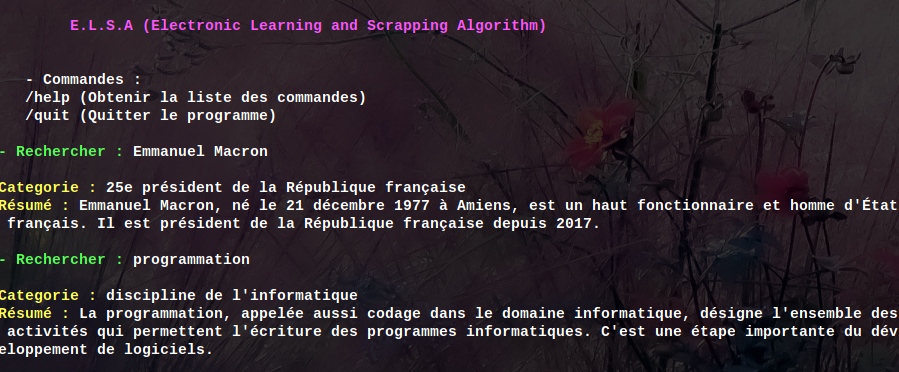 E.L.S.A (Electronic Learning and Scrapping Algorithm)
- Commandes :
/help (Obtenir la liste des commandes)
/quit (Quitter le programme)
- Rechercher : Emmanuel Macron
Categorie : 25e président de la République française
Résumé : Emmanuel Macron, né le 21 décembre 1977 à Amiens, est un haut fonctionnaire et homme d'État
français. Il est président de la République française depuis 2017.
- Rechercher : programmation
Categorie : discipline de l'informatique
Résumé : La programmation, appelée aussi codage dans le domaine informatique, désigne l'ensemble des
activités qui permettent l'écriture des programmes informatiques. C'est une étape importante du dév
eloppement de logiciels.